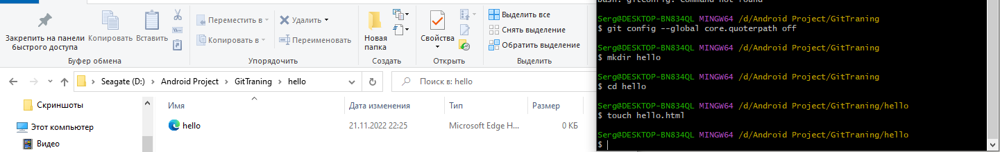 Закрепить на панели
быстрого доступа
Копировать
Вставить
Буфер обмена
Переместить в
Копировать в
Удалить
Переименовать
Упорядочить
Новая
папка
Создать
Свойства
Открыть
Выделить все
Снять выделение
Обратить выделение
Выделить
Seagate (D:) > Android Project > GitTraning > hello
Поиск в: hello
Скриншоты
Этот компьютер
Видео
Имя Дата изменения Тип Размер
hello 21.11.2022 22:25 Microsoft Edge H... 0 КБ
bash: gitconfig: command not found
Serg@DESKTOP-BN834QL MINGW64 /d/Android Project/GitTraning
$ git config --global core.quoterpath off
Serg@DESKTOP-BN834QL MINGW64 /d/Android Project/GitTraning
$ mkdir hello
Serg@DESKTOP-BN834QL MINGW64 /d/Android Project/GitTraning
$ cd hello
Serg@DESKTOP-BN834QL MINGW64 /d/Android Project/GitTraning/hello
$ touch hello.html
Serg@DESKTOP-BN834QL MINGW64 /d/Android Project/GitTraning/hello
$